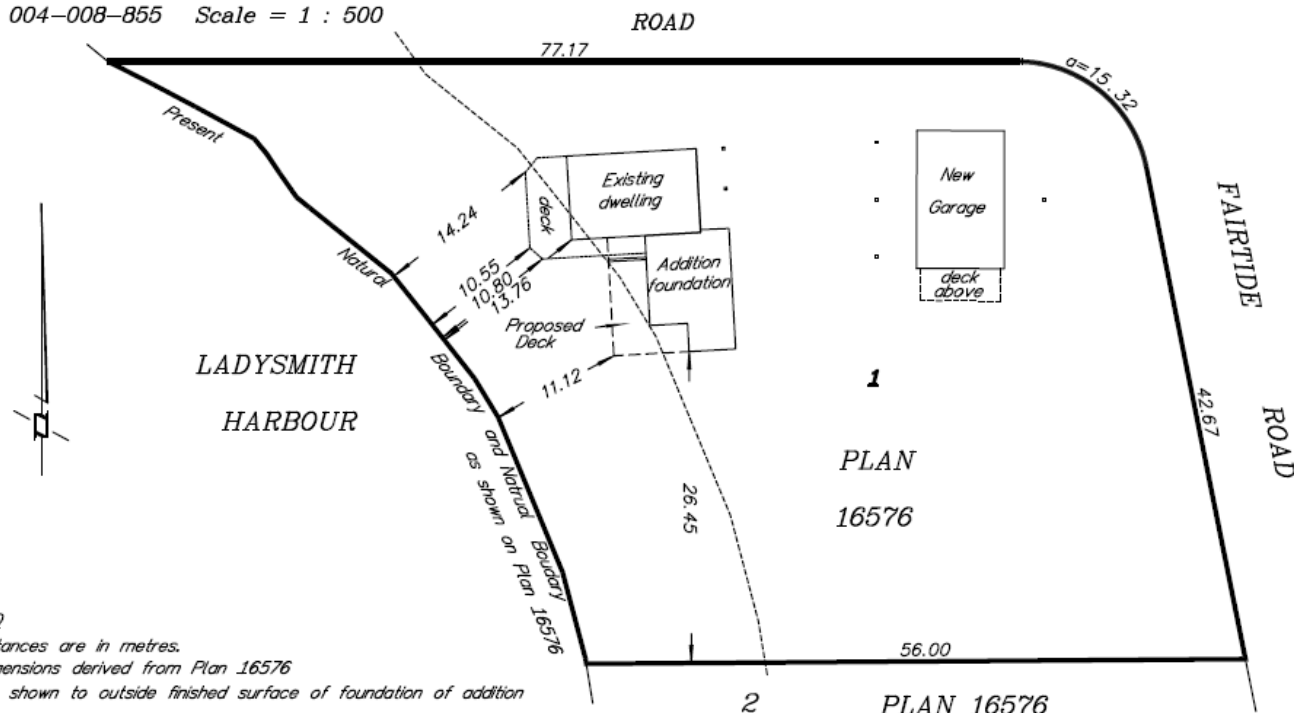 004-008-855 Scale = 1 : 500
ROAD
77.17
a=15.32
Present
Existing
dwelling
deck
New
Garage
deck
above
FAIRTIDE
ROAD
14.24
Natural
10.55
10.80
13.76
Addition
foundation
Proposed
Deck
11.12
LADYSMITH
HARBOUR
Boundary and Natrual Boudary
as shown on Plan 16576
1
PLAN
16576
42.67
26.45
56.00
tances are in metres.
ensions derived from Plan 16576
shown to outside finished surface of foundation of addition
2 PLAN 16576